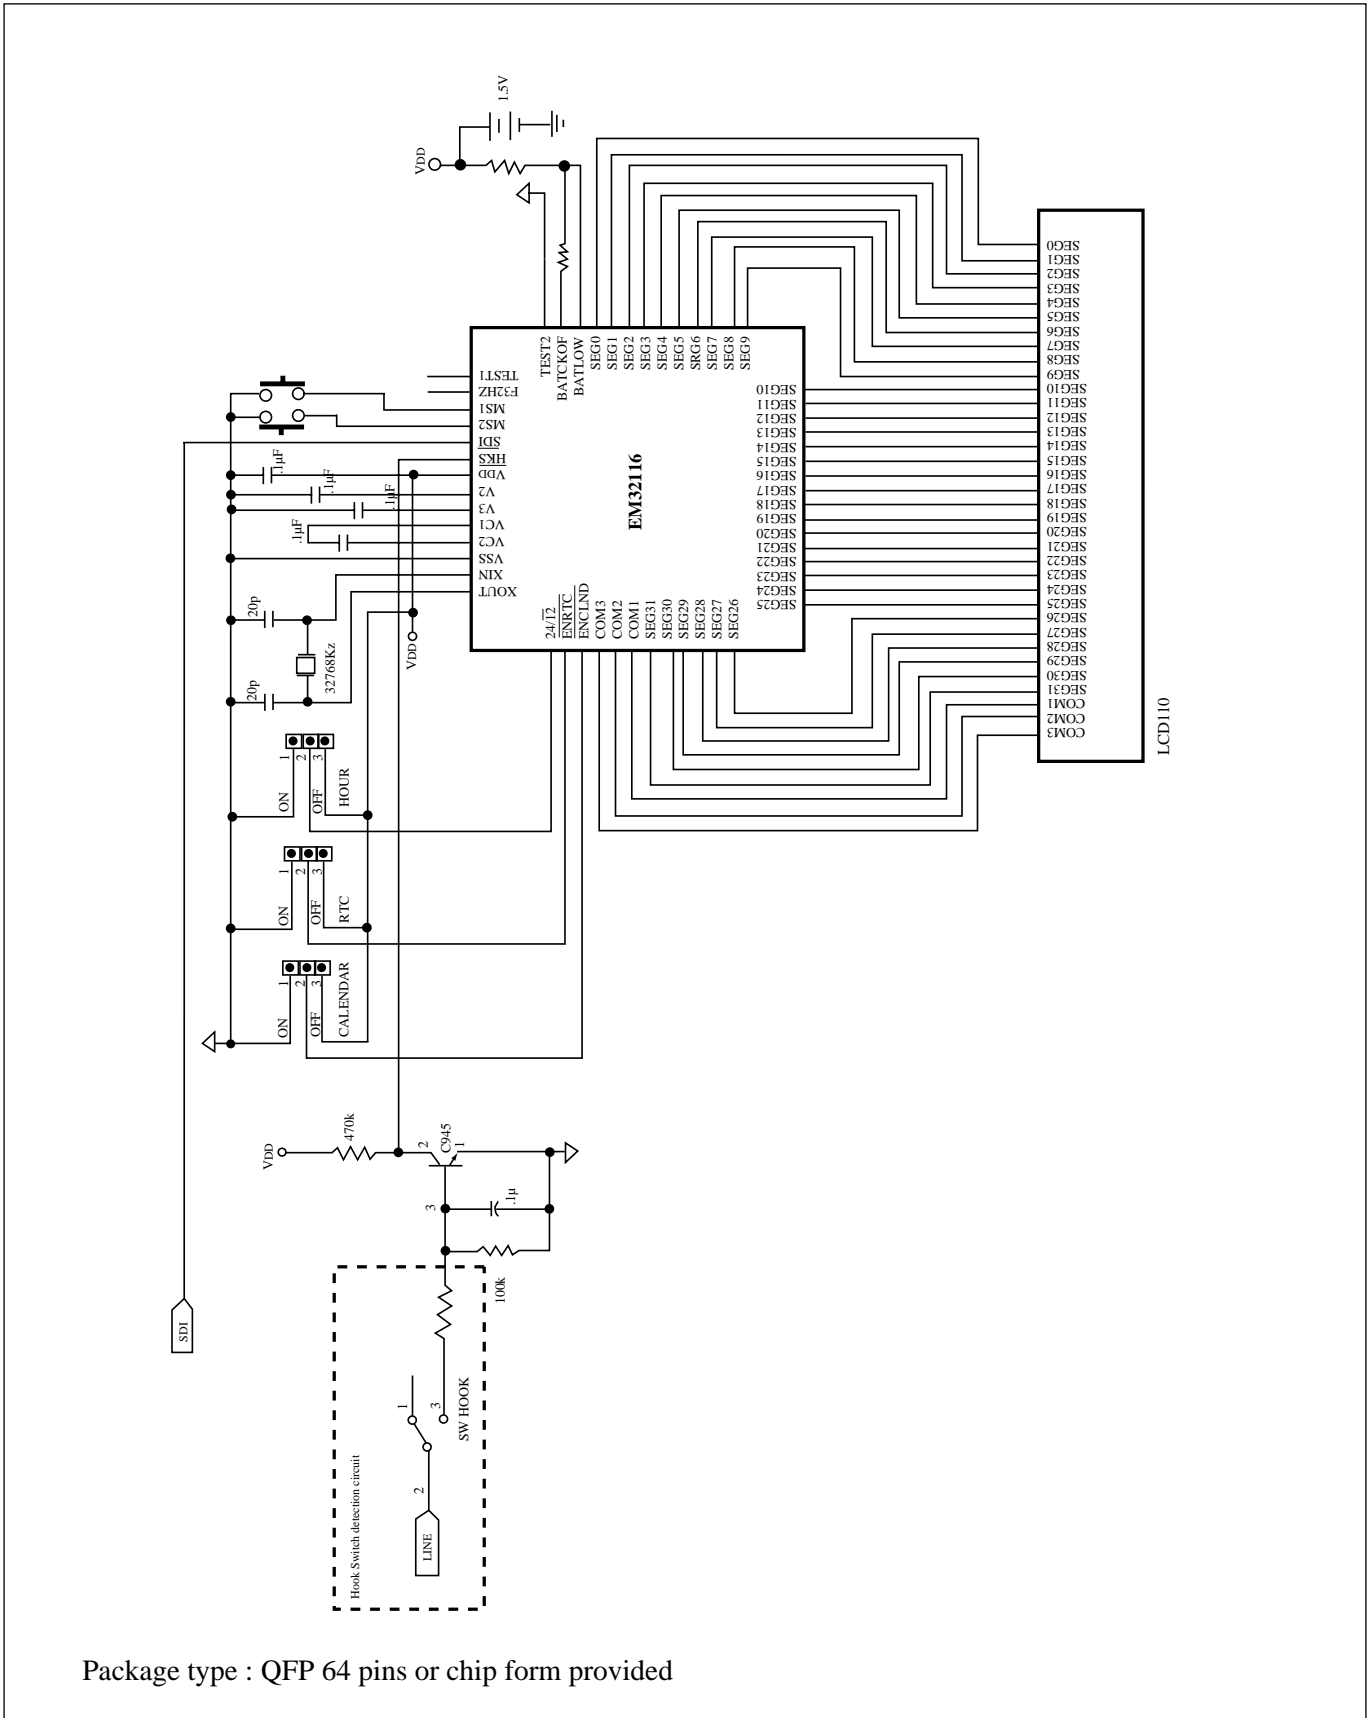 1.5V
VDD
TEST2
BATCKOF
BATLOW
SEG0
SEG1
SEG2
SEG3
SEG4
SEG5
SRG6
SEG7
SEG8
SEG9
TEST1
F32HZ
MS1
MS2
SDI
HKS
VDD
V2
V3
VC1
VC2
VSS
XIN
XOUT
EM32116
SEG10
SEG11
SEG12
SEG13
SEG14
SEG15
SEG16
SEG17
SEG18
SEG19
SEG20
SEG21
SEG22
SEG23
SEG24
SEG25
24/12
ENRTC
ENCLND
COM3
COM2
COM1
SEG31
SEG30
SEG29
SEG28
SEG27
SEG26
SEG0
SEG1
SEG2
SEG3
SEG4
SEG5
SEG6
SEG7
SEG8
SEG9
SEG10
SEG11
SEG12
SEG13
SEG14
SEG15
SEG16
SEG17
SEG18
SEG19
SEG20
SEG21
SEG22
SEG23
SEG24
SEG25
SEG26
SEG27
SEG28
SEG29
SEG30
SEG31
COM1
COM2
COM3
LCD110
.1µF
.1µF
.1µF
.1µF
20p
32768Kz
20p
VDD
1
2
3
ON
OFF
HOUR
1
2
3
ON
OFF
RTC
1
2
3
ON
OFF
CALENDAR
VDD
470k
2
C945
1
3
.1µ
100k
SDI
1
3
SW HOOK
2
LINE
Hook Switch detection circuit
Package type : QFP 64 pins or chip form provided